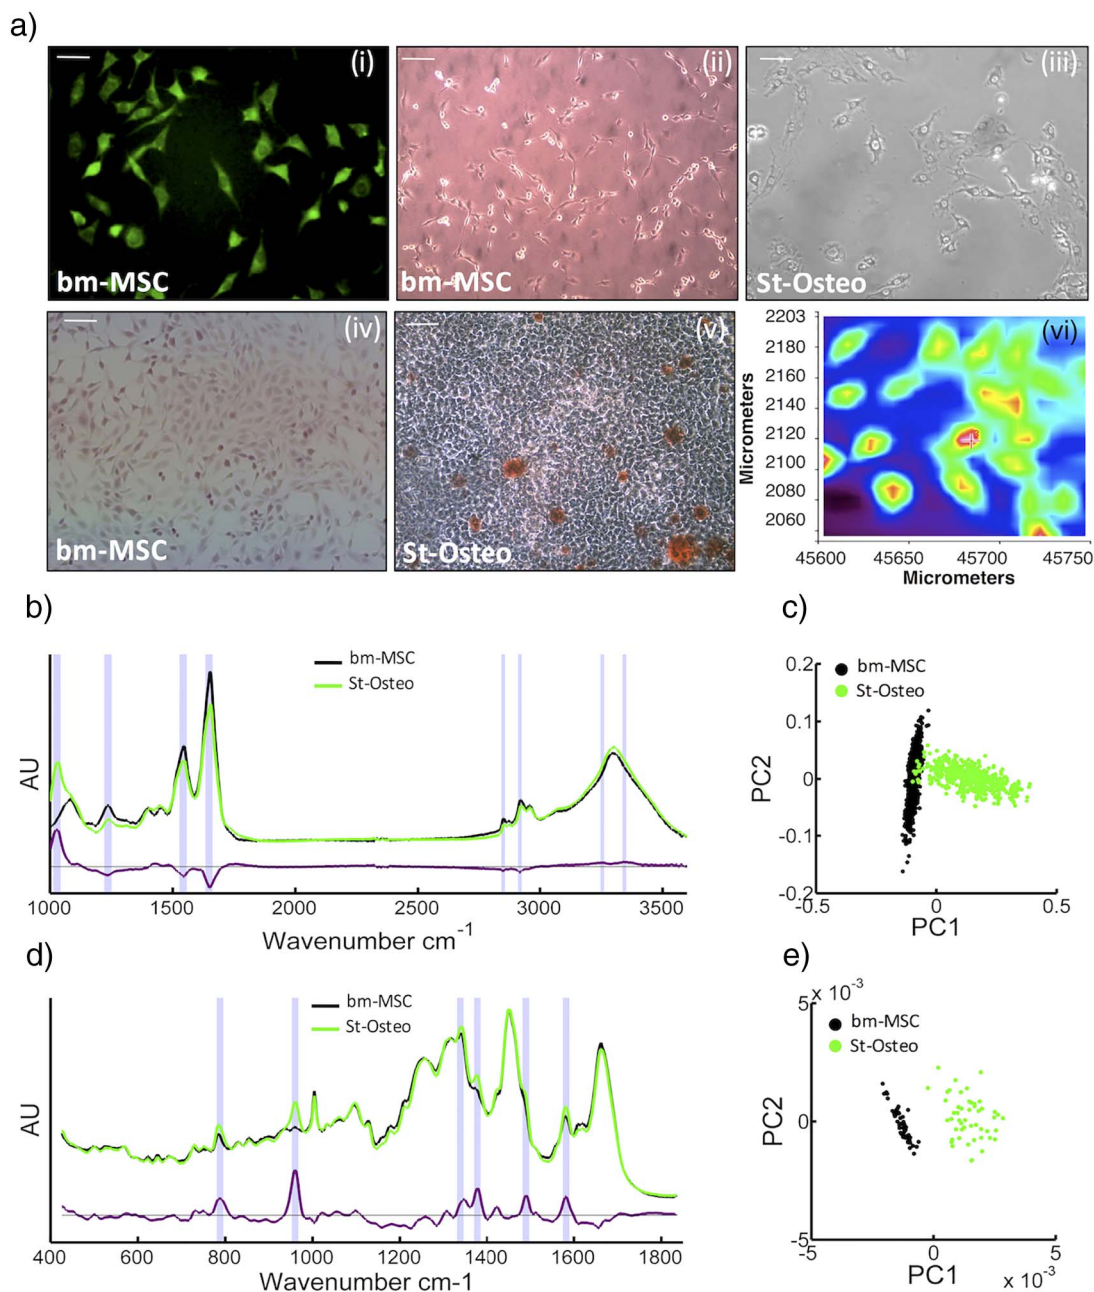 a)
(i)
bm-MSC
(ii)
bm-MSC
(iii)
St-Osteo
(iv)
bm-MSC
(v)
St-Osteo
(vi)
Micrometers
2203
2180
2160
2140
2120
2100
2080
2060
45600 45650 45700 45750
Micrometers
b)
bm-MSC
St-Osteo
AU
1000 1500 2000 2500 3000 3500
Wavenumber cm-1
c)
bm-MSC
St-Osteo
PC2
0.2
0.1
0
-0.1
-0.2
-0.5 0 0.5
PC1
d)
bm-MSC
St-Osteo
AU
400 600 800 1000 1200 1400 1600 1800
Wavenumber cm-1
e)
x 10-3
bm-MSC
St-Osteo
PC2
5
0
-5
-5 0 5
PC1
x 10-3